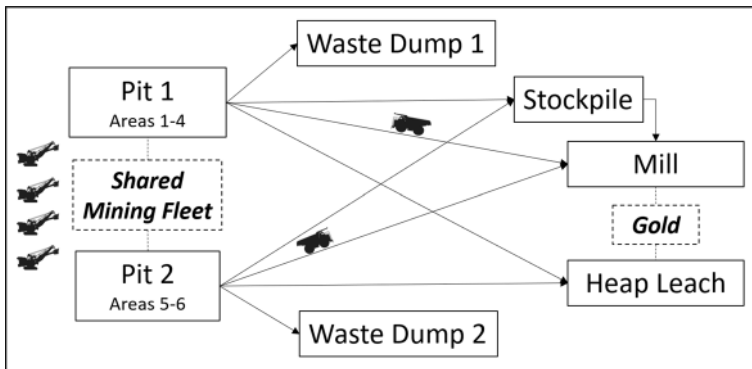 Waste Dump 1
Pit 1
Areas 1-4
Stockpile
Mill
Shared
Mining Fleet
Gold
Pit 2
Areas 5-6
Heap Leach
Waste Dump 2